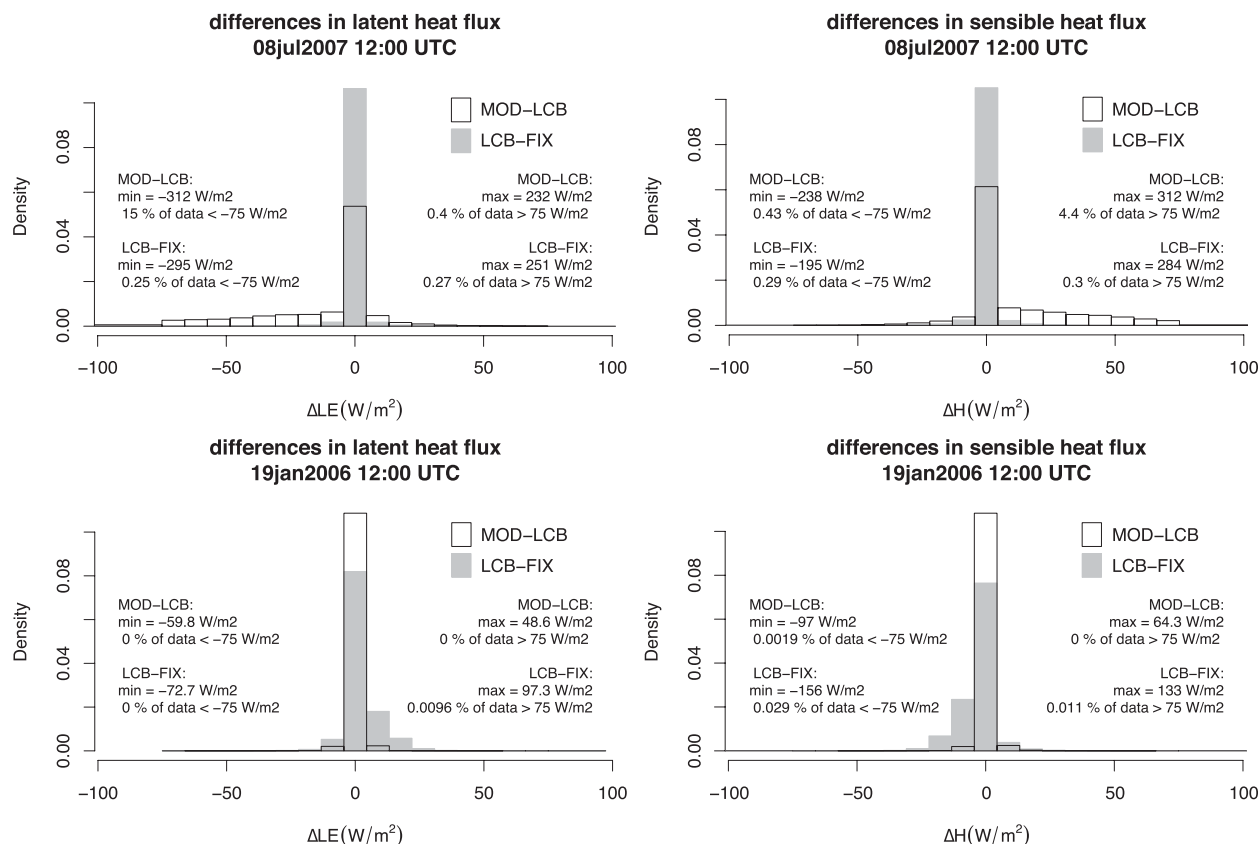 differences in latent heat flux
08jul2007 12:00 UTC
MOD−LCB
LCB−FIX
MOD−LCB:
min = −312 W/m2
15 % of data < −75 W/m2
LCB−FIX:
min = −295 W/m2
0.25 % of data < −75 W/m2
MOD−LCB:
max = 232 W/m2
0.4 % of data > 75 W/m2
LCB−FIX:
max = 251 W/m2
0.27 % of data > 75 W/m2
Density
0.08
0.04
0.00
−100 −50 0 50 100
ΔLE(W/m²)
differences in sensible heat flux
08jul2007 12:00 UTC
MOD−LCB
LCB−FIX
MOD−LCB:
min = −238 W/m2
0.43 % of data < −75 W/m2
LCB−FIX:
min = −195 W/m2
0.29 % of data < −75 W/m2
MOD−LCB:
max = 312 W/m2
4.4 % of data > 75 W/m2
LCB−FIX:
max = 284 W/m2
0.3 % of data > 75 W/m2
Density
0.08
0.04
0.00
−100 −50 0 50 100
ΔH(W/m²)
differences in latent heat flux
19jan2006 12:00 UTC
MOD−LCB
LCB−FIX
MOD−LCB:
min = −59.8 W/m2
0 % of data < −75 W/m2
LCB−FIX:
min = −72.7 W/m2
0 % of data < −75 W/m2
MOD−LCB:
max = 48.6 W/m2
0 % of data > 75 W/m2
LCB−FIX:
max = 97.3 W/m2
0.0096 % of data > 75 W/m2
Density
0.08
0.04
0.00
−100 −50 0 50 100
ΔLE(W/m²)
differences in sensible heat flux
19jan2006 12:00 UTC
MOD−LCB
LCB−FIX
MOD−LCB:
min = −97 W/m2
0.0019 % of data < −75 W/m2
LCB−FIX:
min = −156 W/m2
0.029 % of data < −75 W/m2
MOD−LCB:
max = 64.3 W/m2
0 % of data > 75 W/m2
LCB−FIX:
max = 133 W/m2
0.011 % of data > 75 W/m2
Density
0.08
0.04
0.00
−100 −50 0 50 100
ΔH(W/m²)